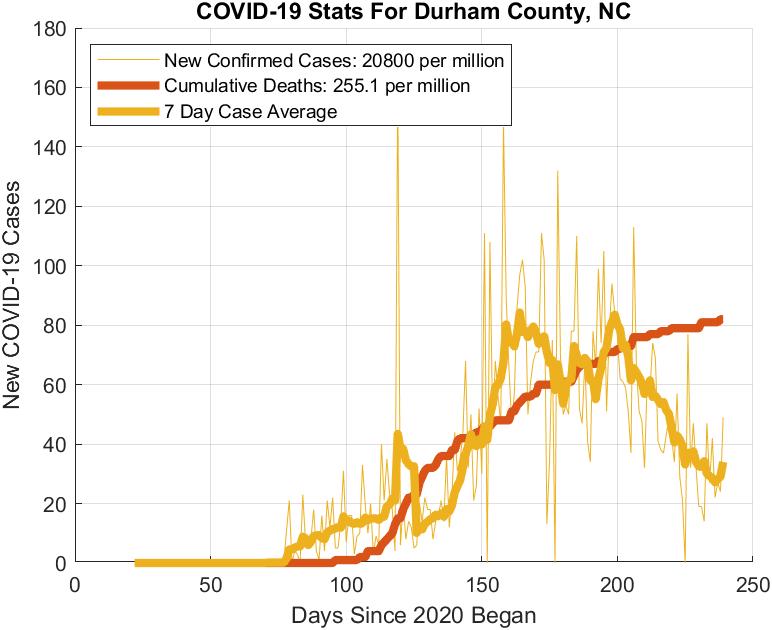 COVID-19 Stats For Durham County, NC
180
160
140
120
100
80
60
40
20
0
New COVID-19 Cases
New Confirmed Cases: 20800 per million
Cumulative Deaths: 255.1 per million
7 Day Case Average
0 50 100 150 200 250
Days Since 2020 Began